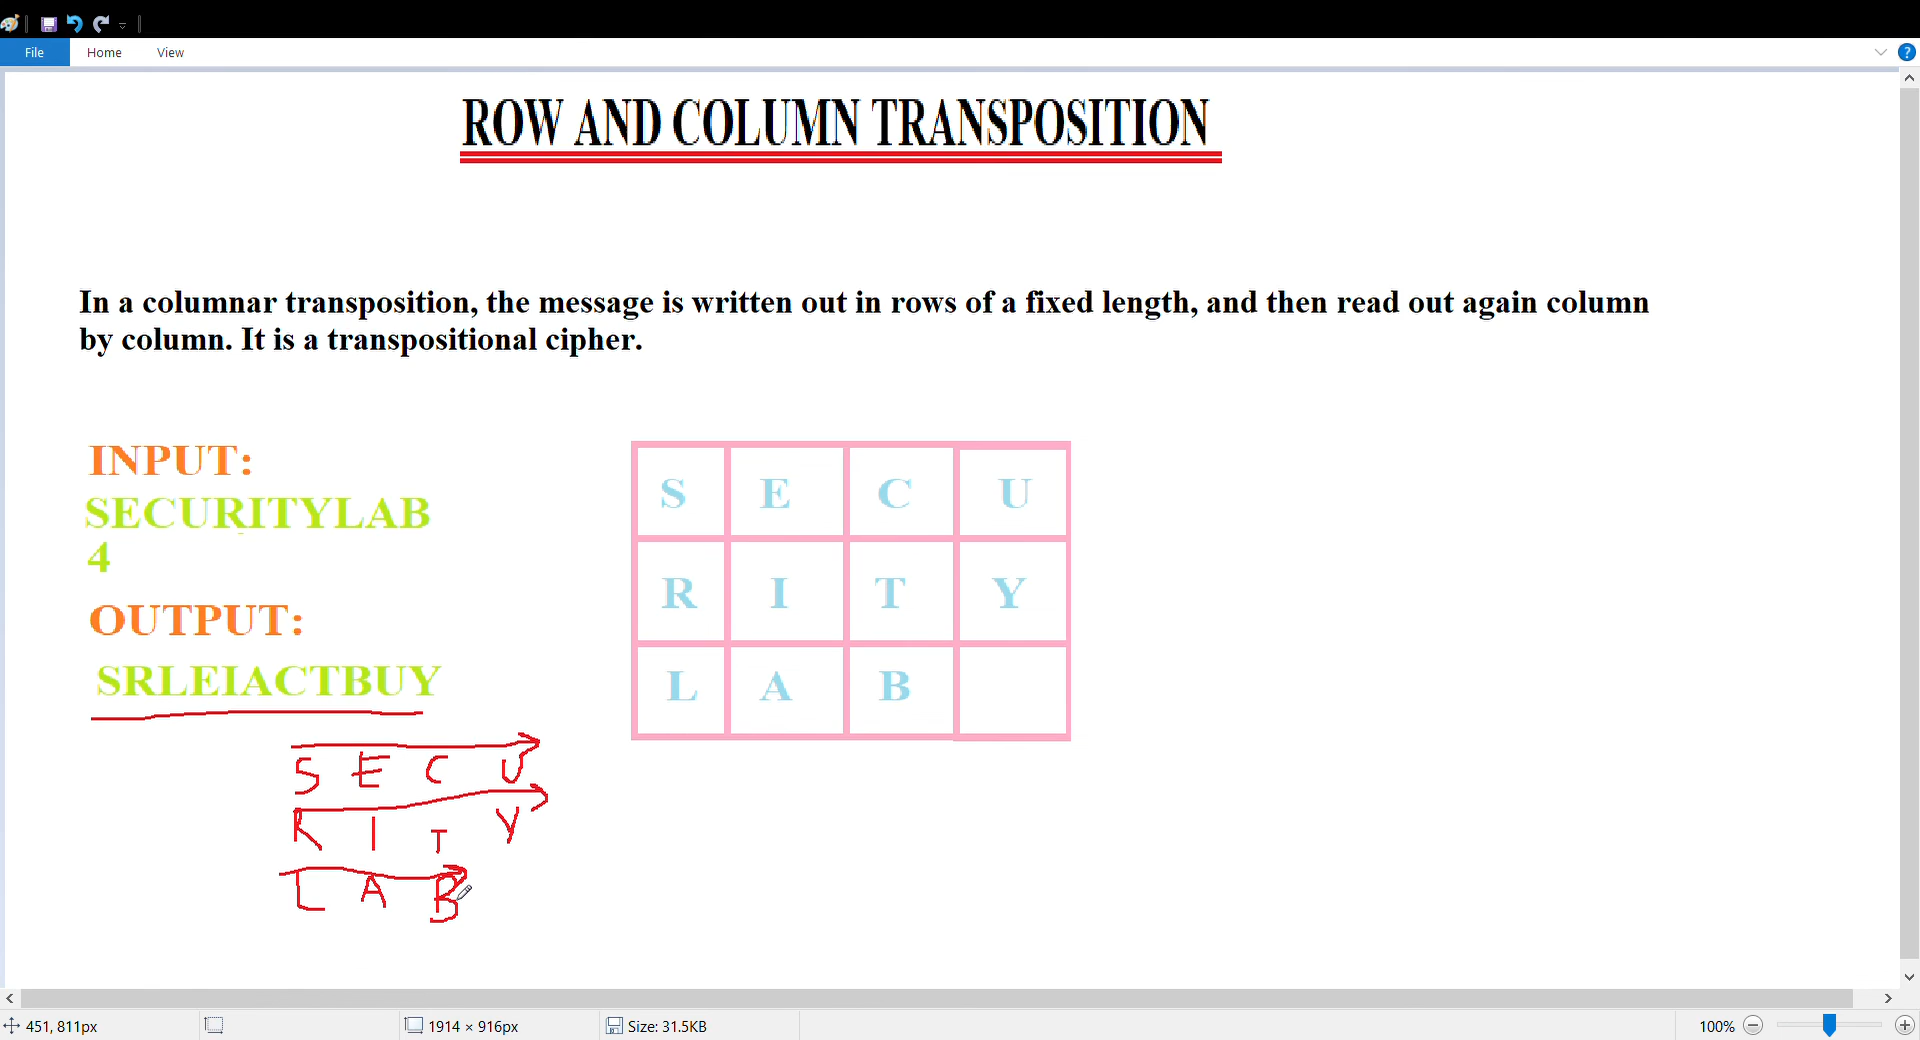 File Home View
ROW AND COLUMN TRANSPOSITION
In a columnar transposition, the message is written out in rows of a fixed length, and then read out again column
by column. It is a transpositional cipher.
INPUT:
SECURITYLAB
4
OUTPUT:
SRLEIACTBUY
S E C U
R I T Y
L A B
S E C U
R I T Y
L A B
451, 811px 1914 × 916px Size: 31.5KB 100%